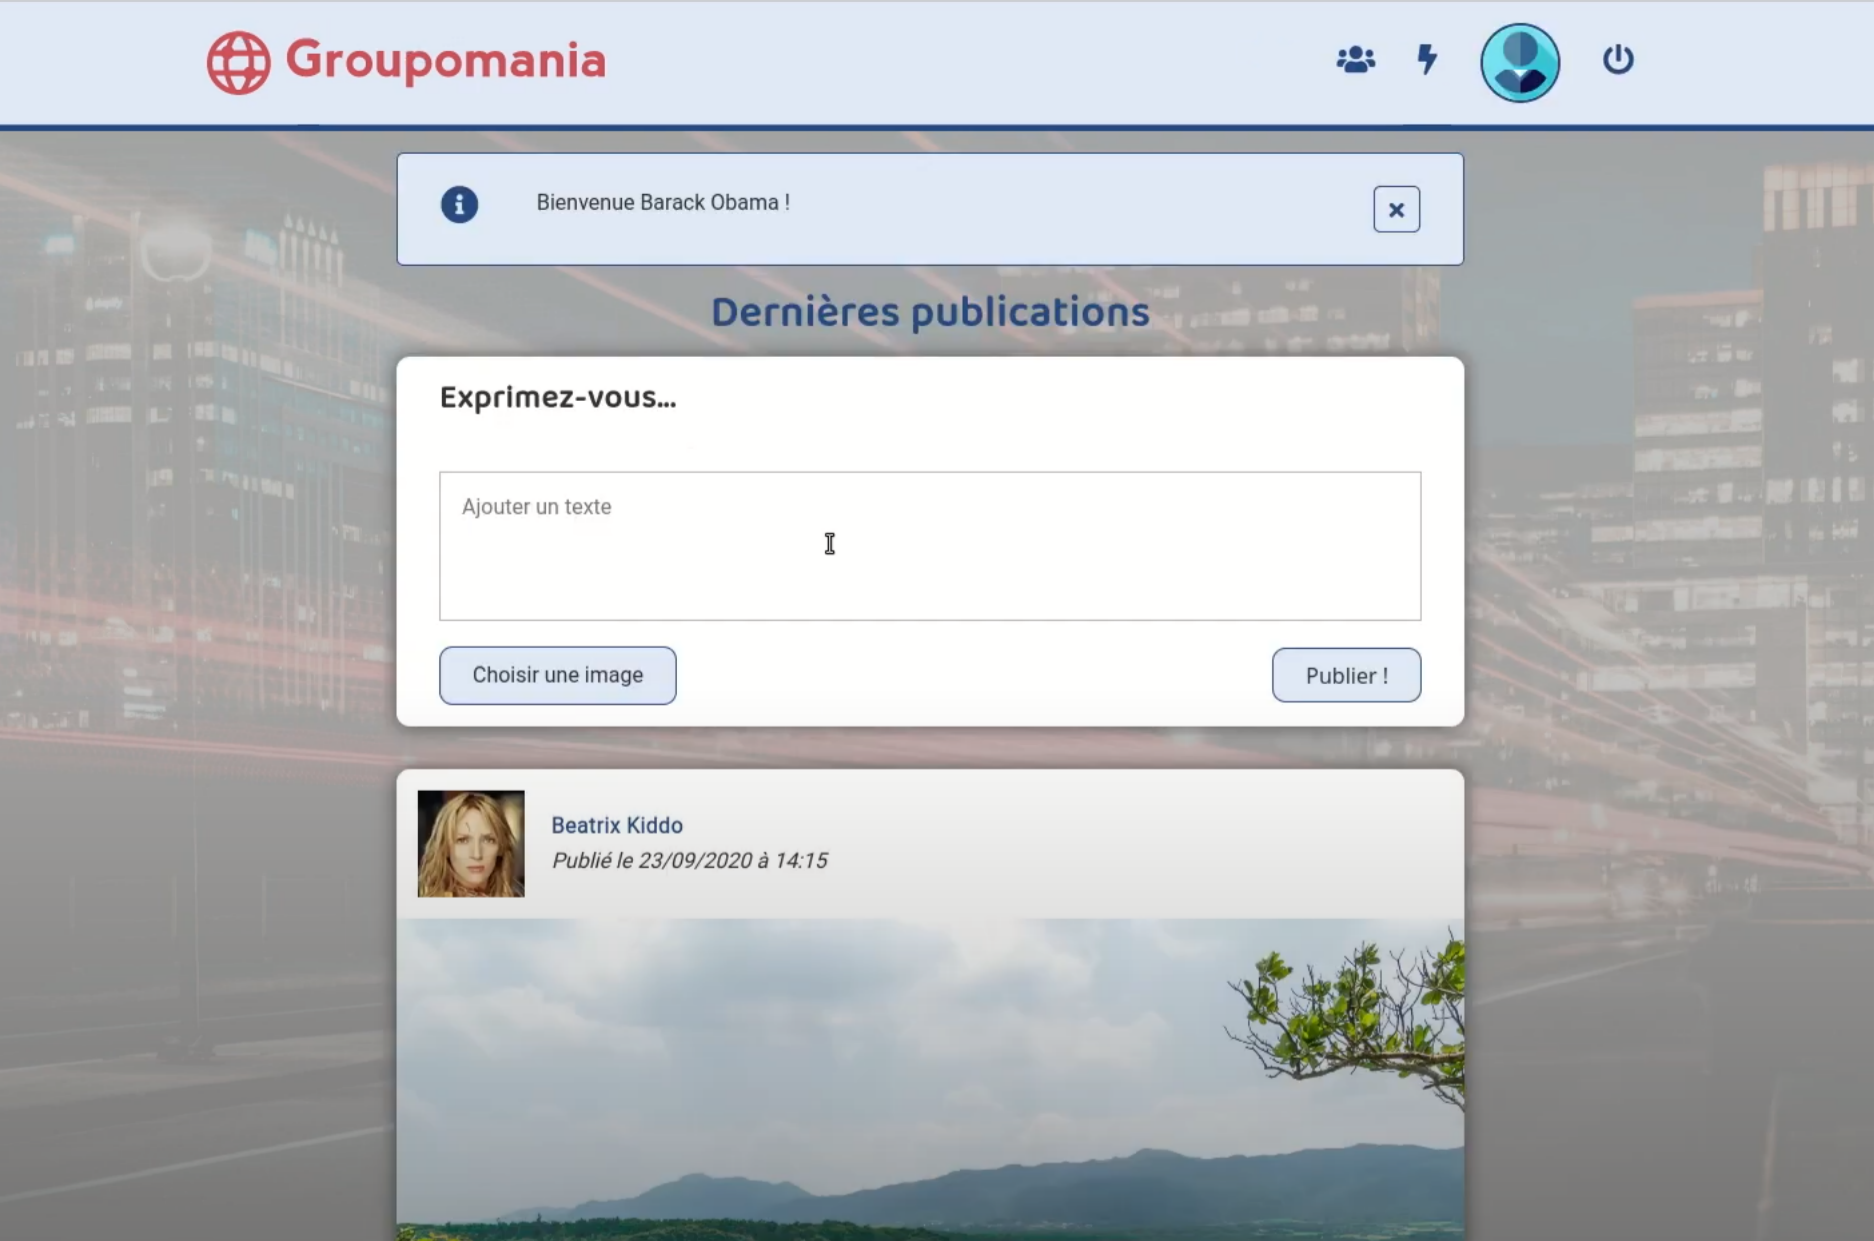 Groupomania
Bienvenue Barack Obama !
Dernières publications
Exprimez-vous...
Ajouter un texte
Choisir une image
Publier !
Beatrix Kiddo
Publié le 23/09/2020 à 14:15